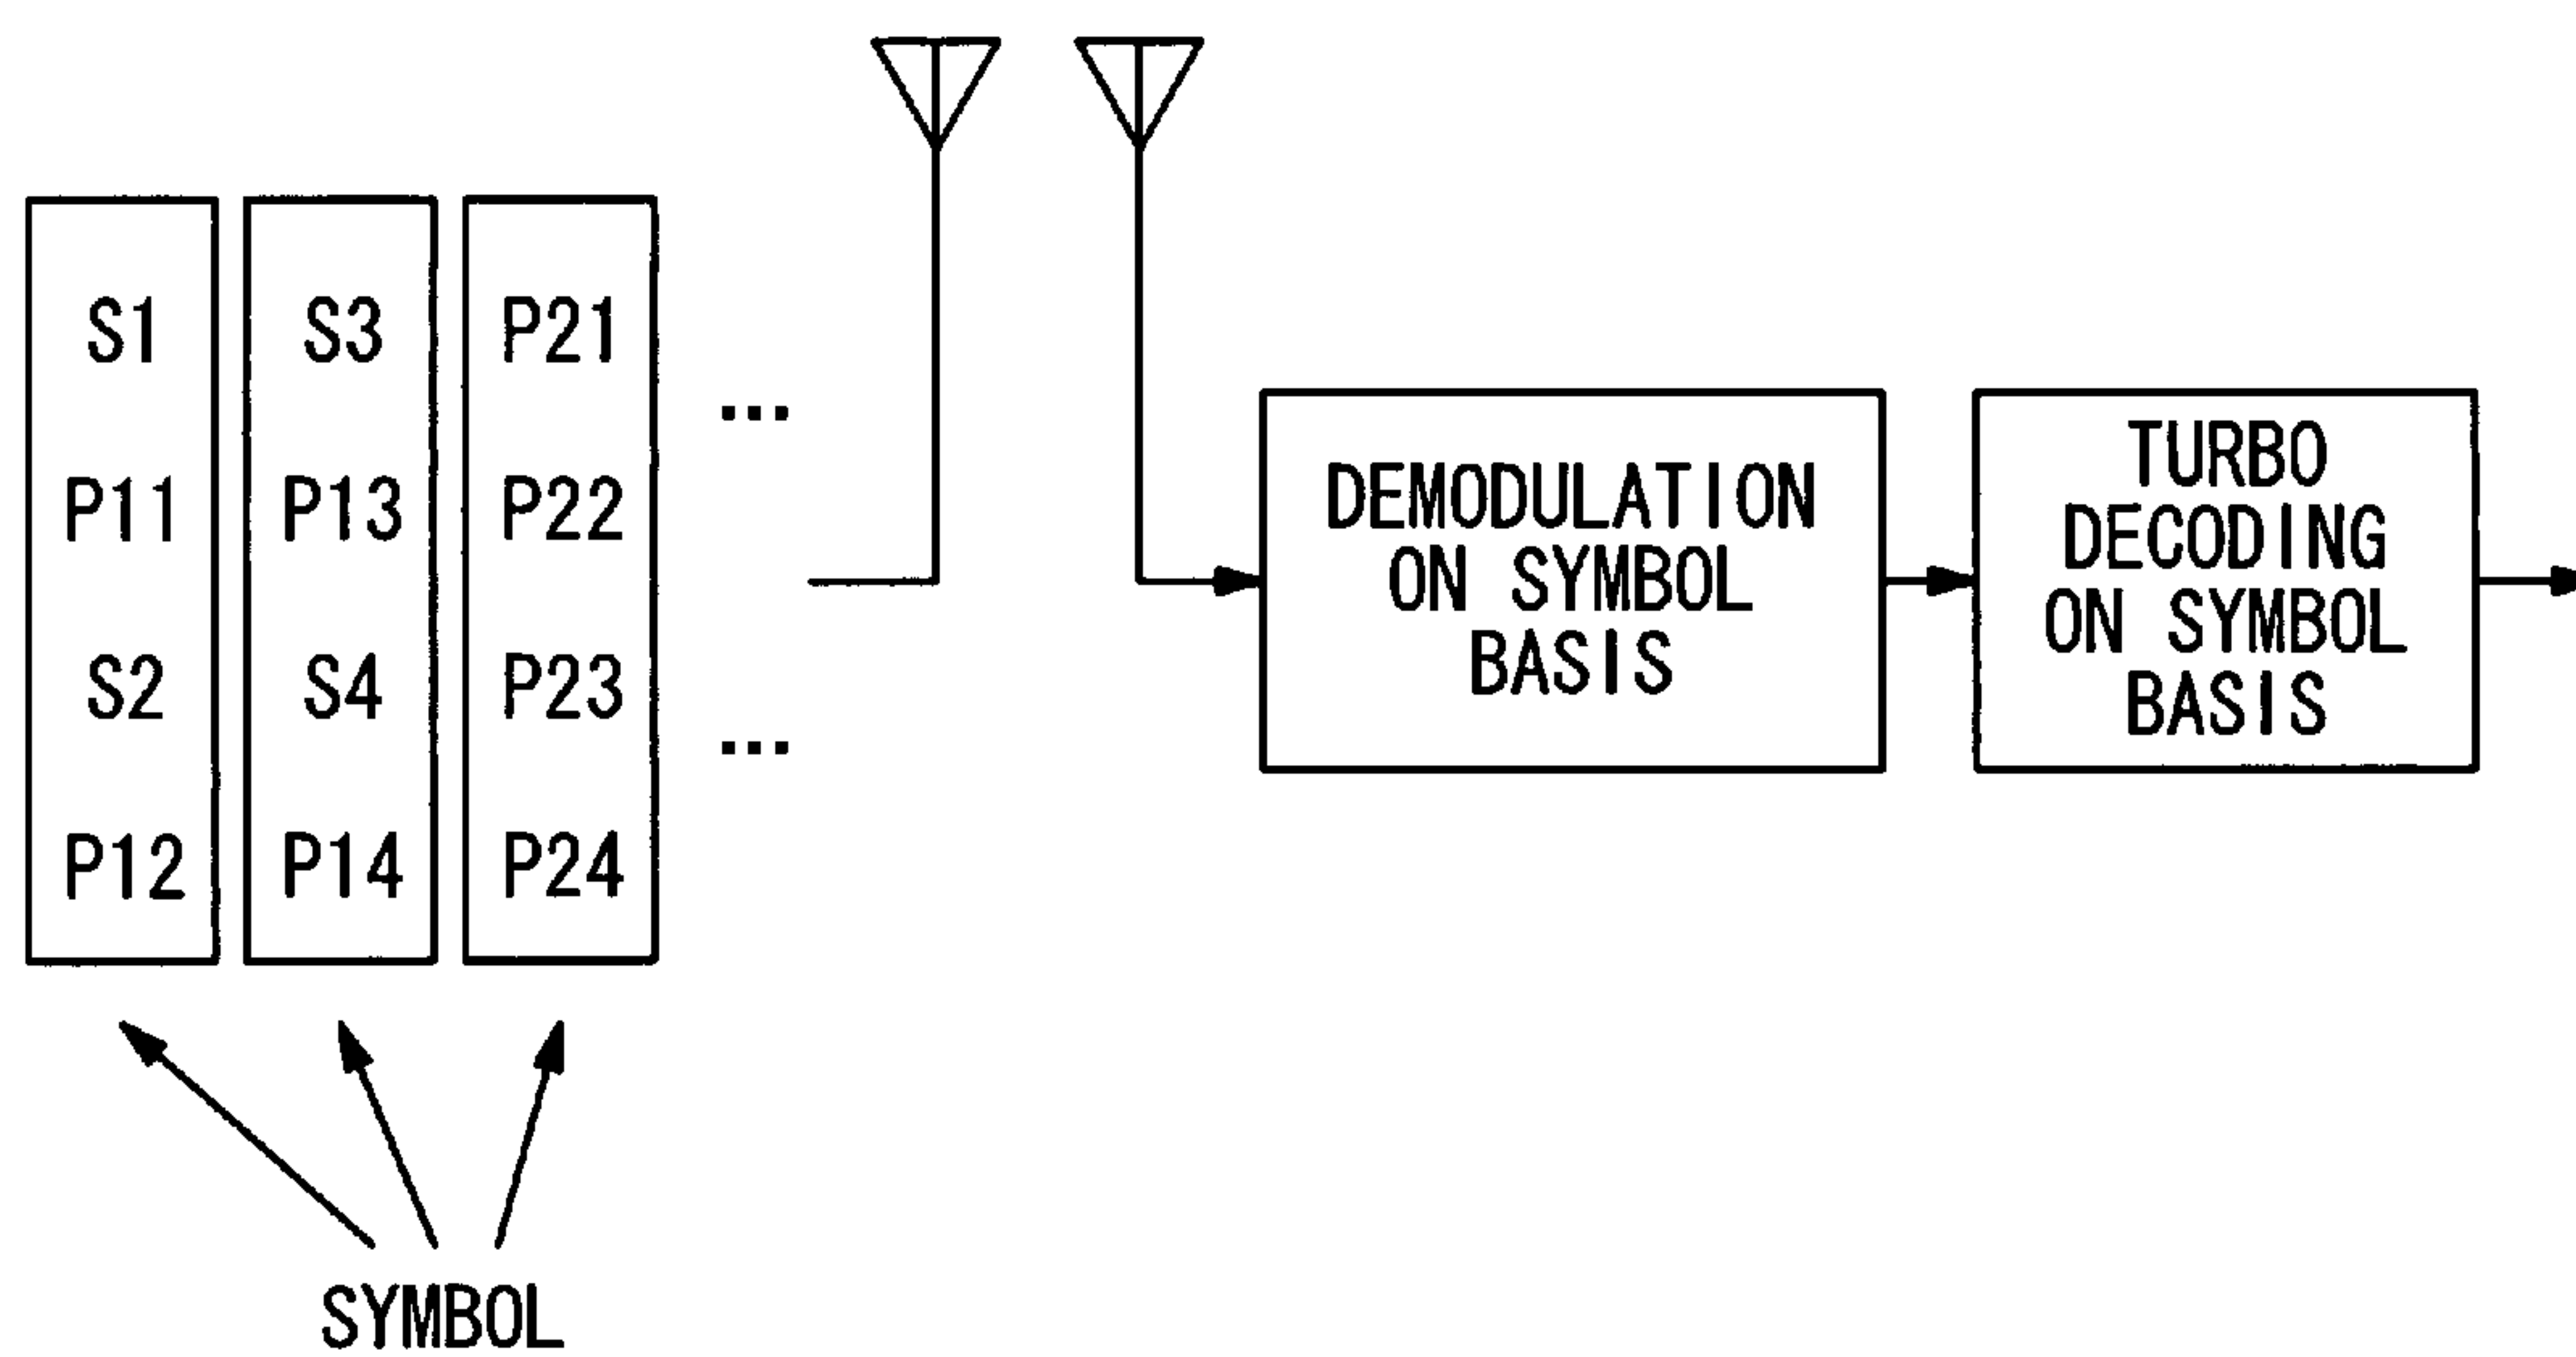 S1 S3 P21
...
P11 P13 P22
S2 S4 P23
...
P12 P14 P24
DEMODULATION
ON SYMBOL
BASIS
TURBO
DECODING
ON SYMBOL
BASIS
SYMBOL